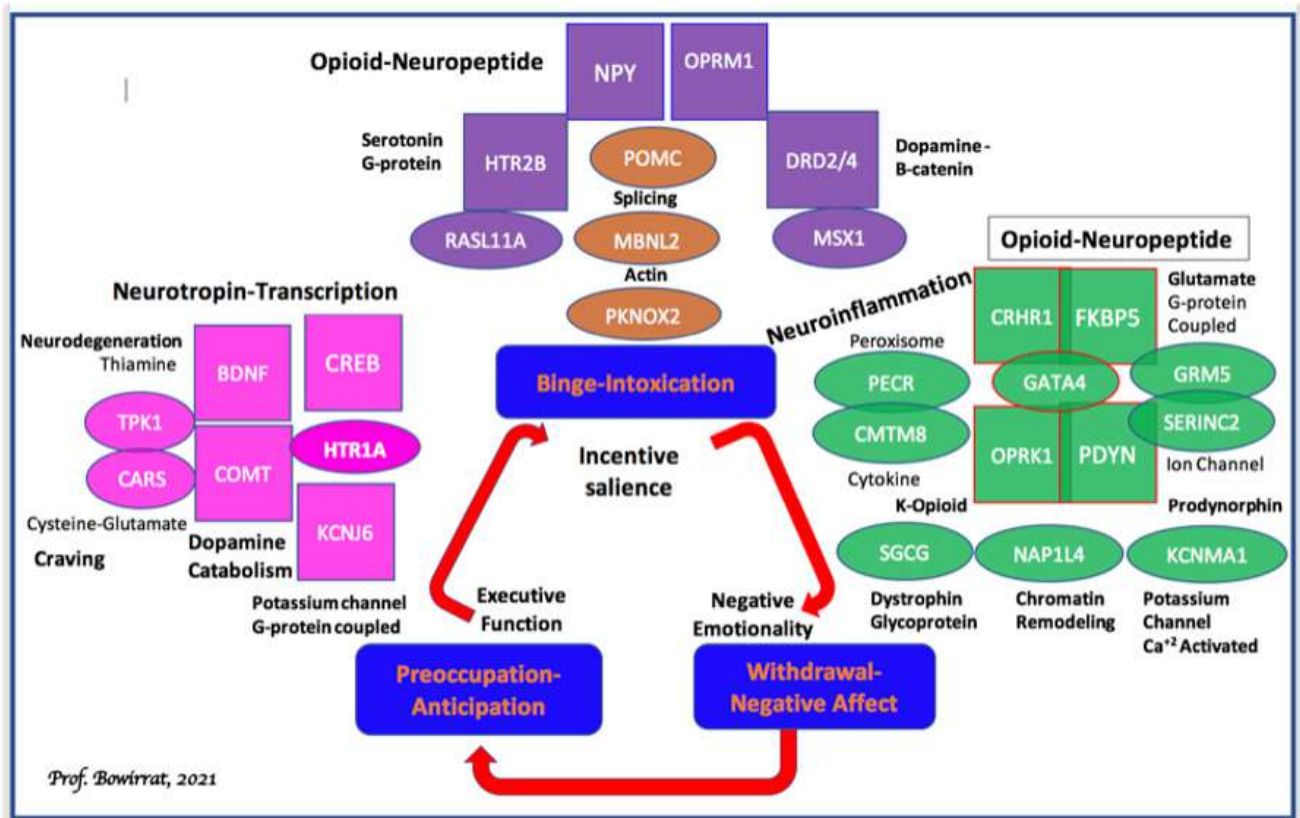 Opioid-Neuropeptide
NPY
OPRM1
Serotonin
G-protein
HTR2B
POMC
DRD2/4
Dopamine-
B-catenin
Splicing
RASL11A
MBNL2
MSX1
Actin
PKNOX2
Binge-Intoxication
Incentive
salience
Neurotropin-Transcription
Neurodegeneration
Thiamine
BDNF
CREB
TPK1
HTR1A
CARS
COMT
Cysteine-Glutamate
Craving
Dopamine
Catabolism
KCNJ6
Potassium channel
G-protein coupled
Executive
Function
Preoccupation-
Anticipation
Opioid-Neuropeptide
Neuroinflammation
CRHR1
FKBP5
Glutamate
G-protein
Coupled
Peroxisome
PECR
GATA4
GRM5
CMTM8
SERINC2
Cytokine
OPRK1
PDYN
Ion Channel
K-Opioid
Prodynorphin
SGCG
NAP1L4
KCNMA1
Dystrophin
Glycoprotein
Chromatin
Remodeling
Potassium
Channel
Ca+2 Activated
Negative
Emotionality
Withdrawal-
Negative Affect
Prof. Bowirrat, 2021